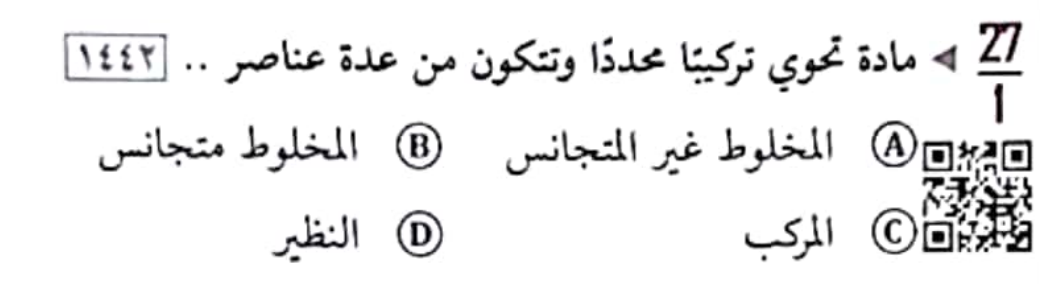 27/1 ◄ مادة تحوي تركيبًا محددًا وتتكون من عدة عناصر .. ١٤٤٢
A المخلوط غير المتجانس B المخلوط متجانس
C المركب D النظير